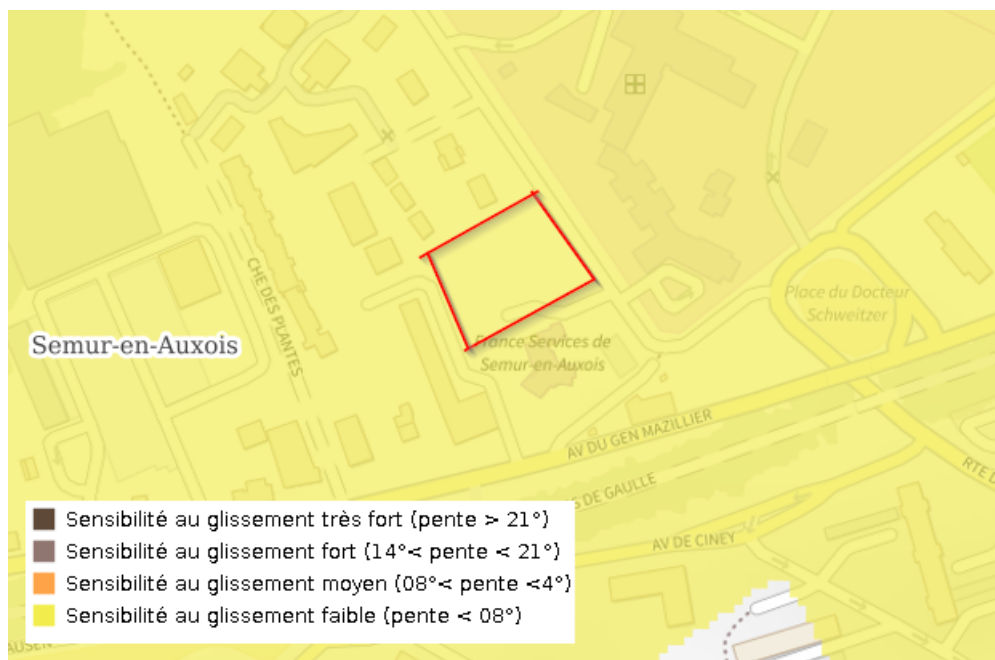 CHE DES PLANTES
Place du Docteur
Schweitzer
Semur-en-Auxois
France Services de
Semur-en-Auxois
AV DU GEN MAZILLIER
S DE GAULLE
RTE D
AV DE CINEY
Sensibilité au glissement très fort (pente > 21°)
Sensibilité au glissement fort (14°< pente < 21°)
Sensibilité au glissement moyen (08°< pente <4°)
Sensibilité au glissement faible (pente < 08°)
AUSEN